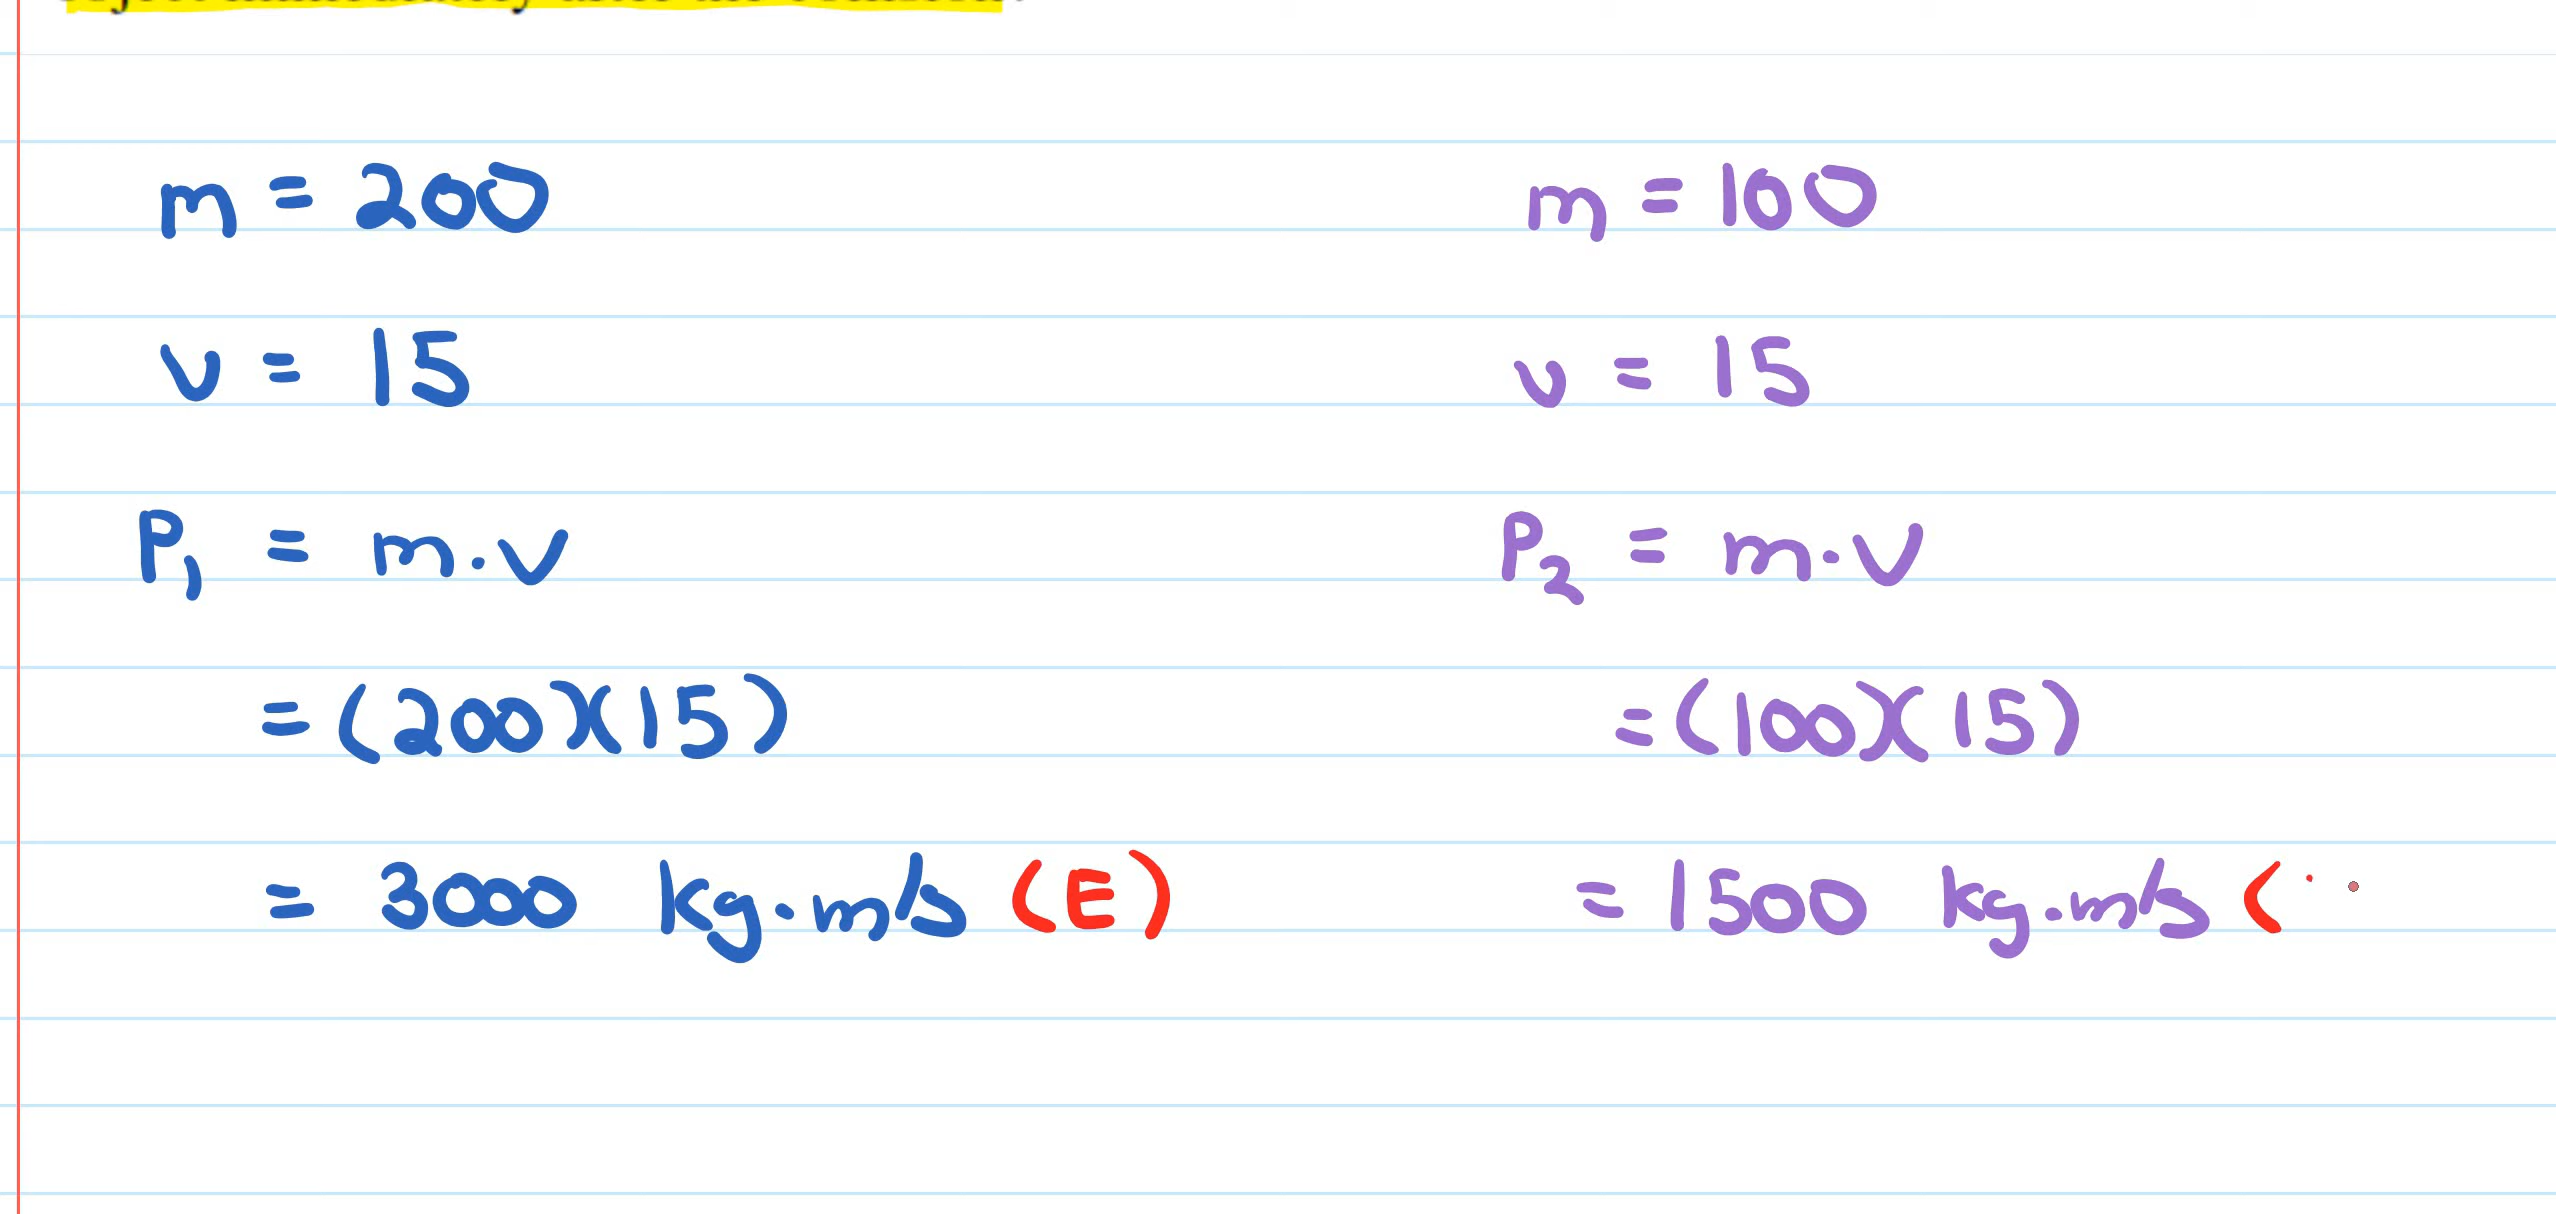 m = 200
v = 15
P₁ = m·v
= (200)(15)
= 3000 kg·m/s (E)
m = 100
v = 15
P₂ = m·v
= (100)(15)
= 1500 kg·m/s (